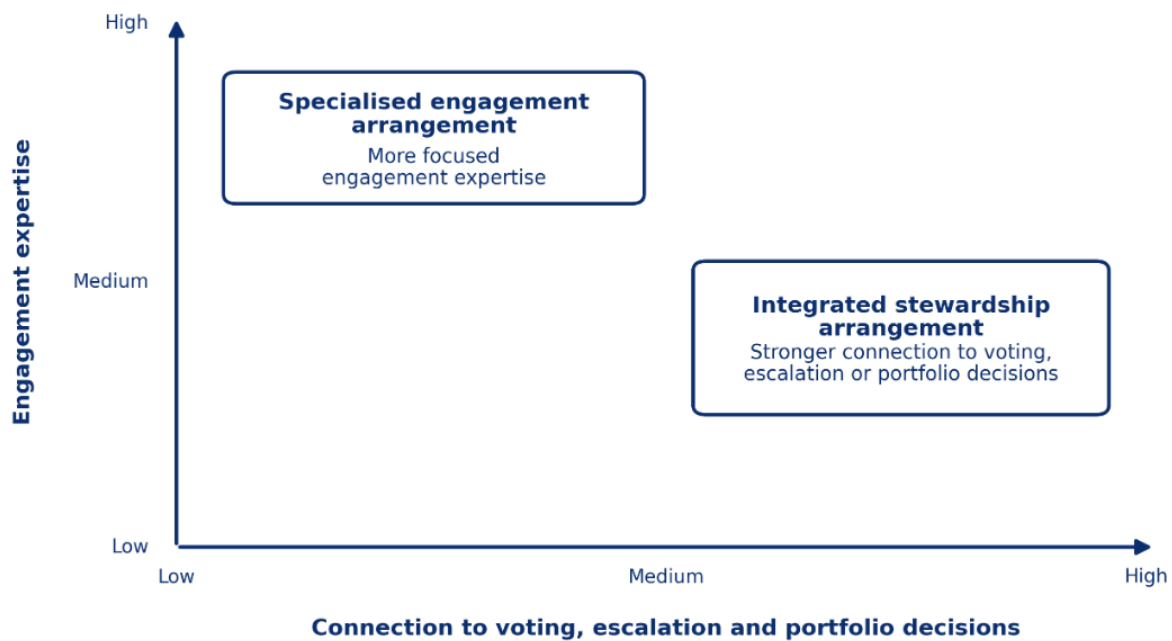 High
Specialised engagement
arrangement
More focused
engagement expertise
Engagement expertise
Medium
Integrated stewardship
arrangement
Stronger connection to voting,
escalation or portfolio decisions
Low
Low
Medium
High
Connection to voting, escalation and portfolio decisions